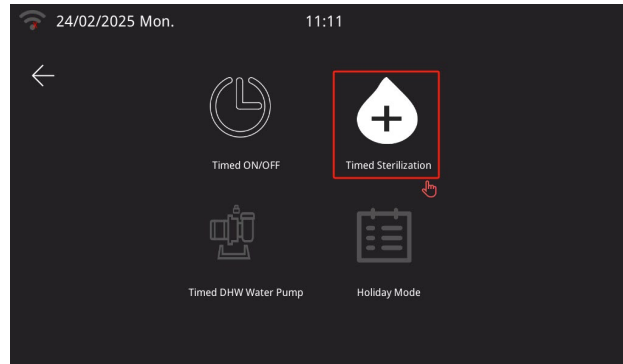 24/02/2025 Mon. 11:11
Timed ON/OFF Timed Sterilization
Timed DHW Water Pump Holiday Mode